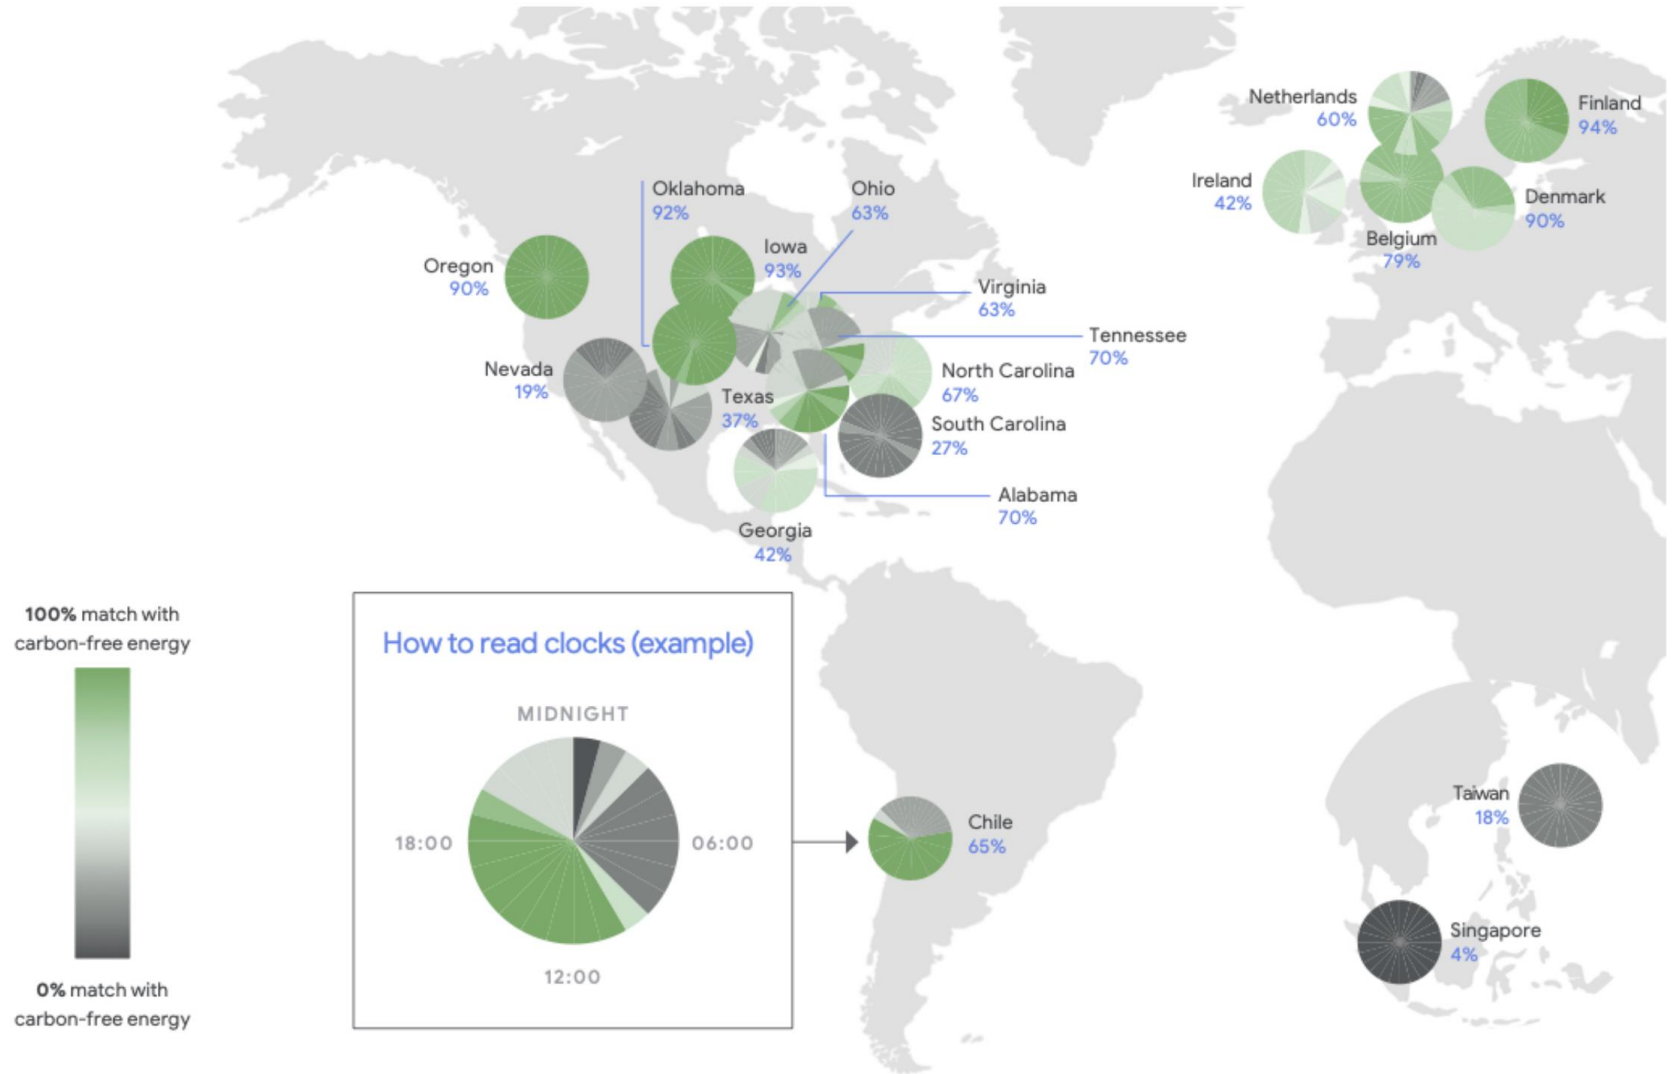 Netherlands
60%
Finland
94%
Ireland
42%
Denmark
90%
Belgium
79%
Oklahoma
92%
Ohio
63%
Iowa
93%
Oregon
90%
Virginia
63%
Tennessee
70%
Nevada
19%
Texas
37%
North Carolina
67%
South Carolina
27%
Alabama
70%
Georgia
42%
100% match with
carbon-free energy
0% match with
carbon-free energy
How to read clocks (example)
MIDNIGHT
18:00
06:00
12:00
Chile
65%
Taiwan
18%
Singapore
4%